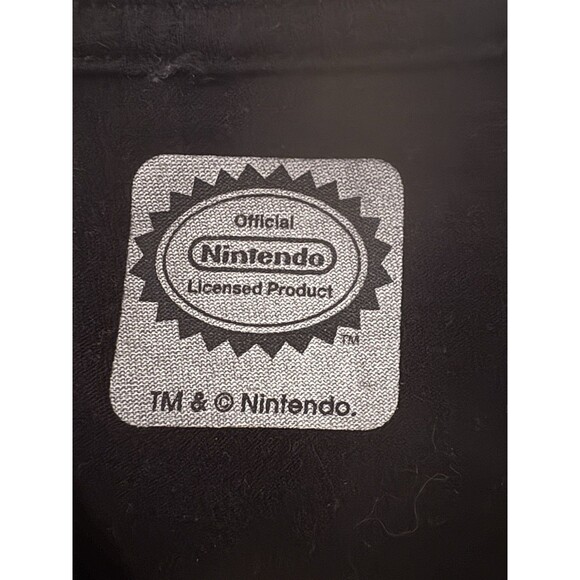 Official
Nintendo
Licensed Product
TM
TM & © Nintendo.